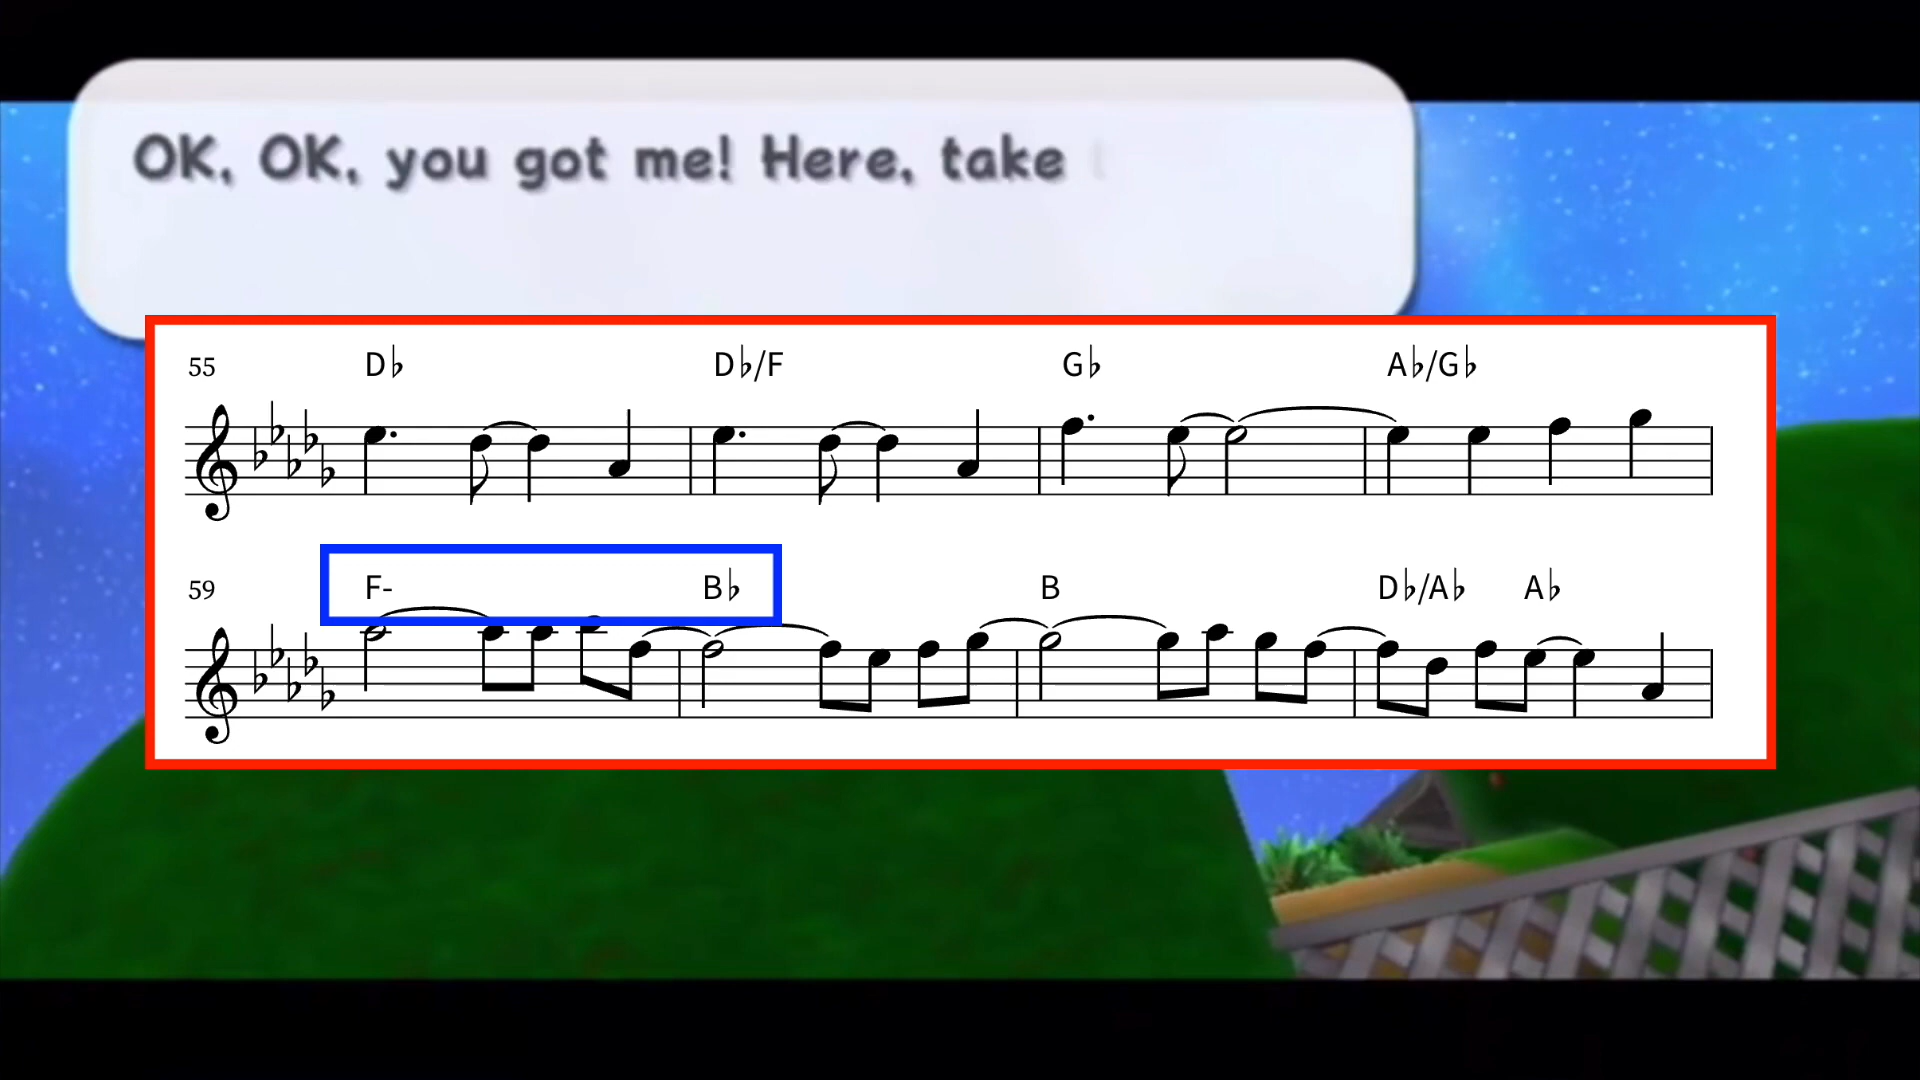 OK, OK, you got me! Here, take t
55 D♭ D♭/F G♭ A♭/G♭
59 F- B♭ B D♭/A♭ A♭